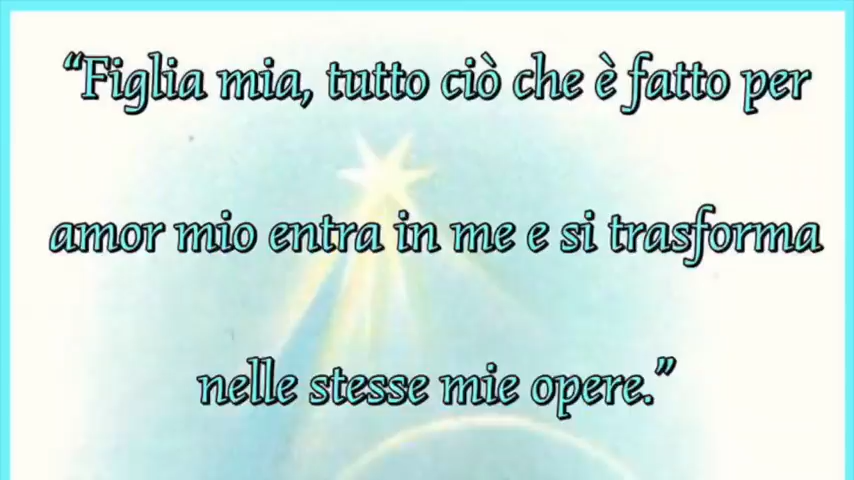 “Figlia mia, tutto ciò che è fatto per
amor mio entra in me e si trasforma
nelle stesse mie opere.”